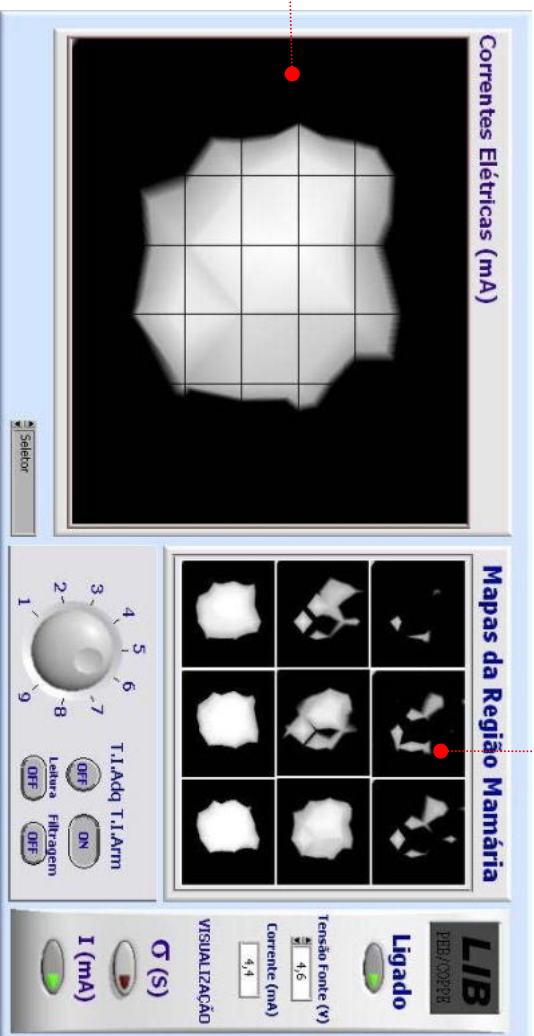 Correntes Elétricas (mA)
Seletor
Mapas da Região Mamária
1
2
3
4
5
6
7
8
9
T.I.Adq T.I.Arm
OFF
ON
Leitura Filtragem
OFF
OFF
LIB
PEB/COPPE
Ligado
Tensão Fonte (V)
4,6
Corrente (mA)
4,4
VISUALIZAÇÃO
σ (S)
I (mA)